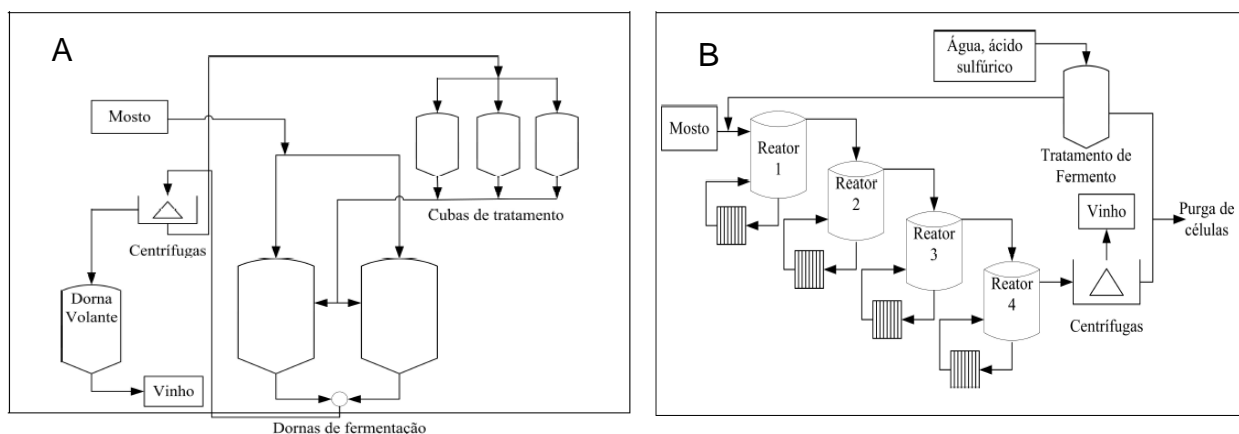 A
Mosto
Centrífugas
Cubas de tratamento
Dorna
Volante
Vinho
Dornas de fermentação
B
Água, ácido
sulfúrico
Mosto
Reator
1
Tratamento de
Fermento
Reator
2
Vinho
Purga de
células
Reator
3
Reator
4
Centrífugas